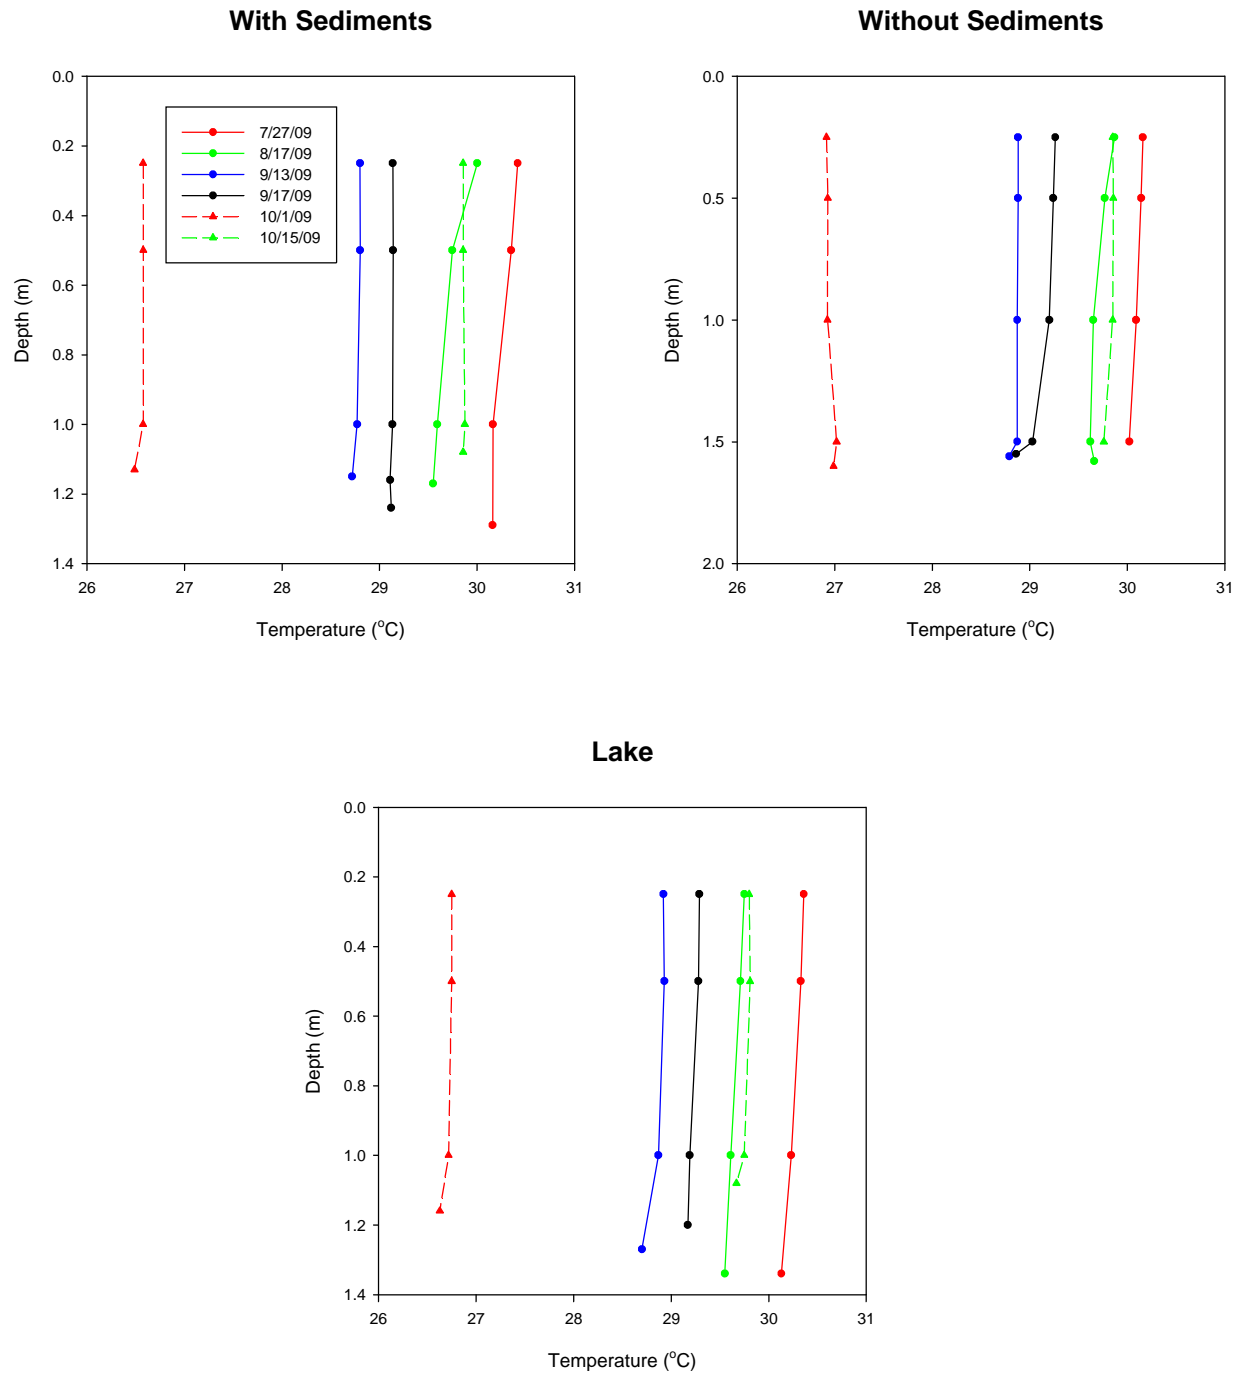 With Sediments
Without Sediments
0.0
0.2
0.4
0.6
0.8
1.0
1.2
1.4
Depth (m)
7/27/09
8/17/09
9/13/09
9/17/09
10/1/09
10/15/09
26 27 28 29 30 31
Temperature (°C)
0.0
0.5
1.0
1.5
2.0
Depth (m)
26 27 28 29 30 31
Temperature (°C)
Lake
0.0
0.2
0.4
0.6
0.8
1.0
1.2
1.4
Depth (m)
26 27 28 29 30 31
Temperature (°C)